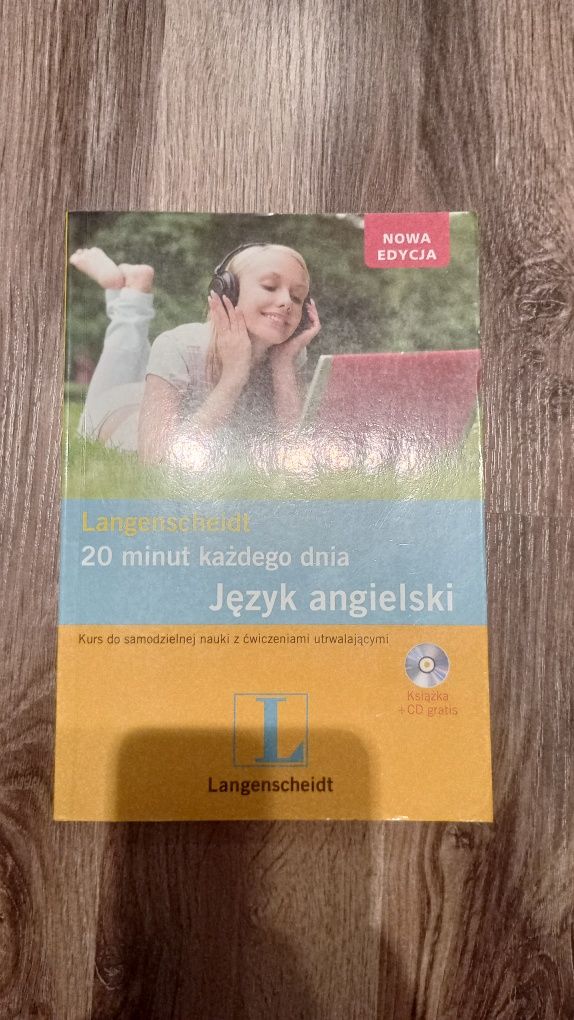 NOWA
EDYCJA
Langenscheidt
20 minut każdego dnia
Język angielski
Kurs do samodzielnej nauki z ćwiczeniami utrwalającymi
Książka
+ CD gratis
L
Langenscheidt